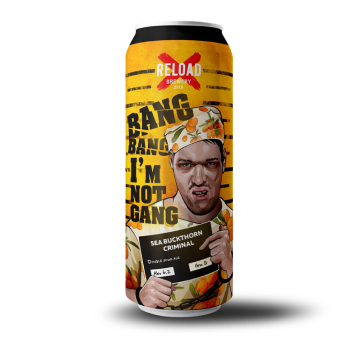 RELOAD
BREWERY
BANG
BANG
I'M
NOT
GANG
SEA BUCKTHORN
CRIMINAL